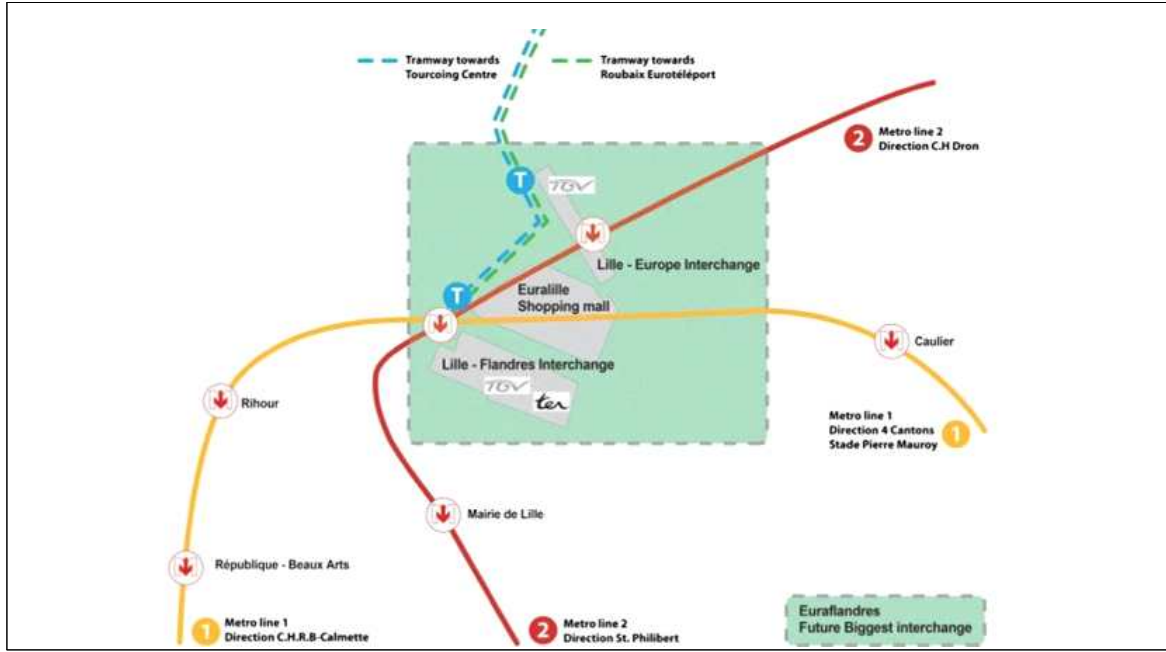 Tramway towards
Tourcoing Centre
Tramway towards
Roubaix Eurotéléport
2
Metro line 2
Direction C.H Dron
T
TGV
Lille - Europe Interchange
T
Euralille
Shopping mall
Caulier
Lille - Flandres Interchange
TGV
ter
Rihour
Metro line 1
Direction 4 Cantons
Stade Pierre Mauroy
1
Mairie de Lille
République - Beaux Arts
1
Metro line 1
Direction C.H.R.B-Calmette
2
Metro line 2
Direction St. Philibert
Euraflandres
Future Biggest interchange